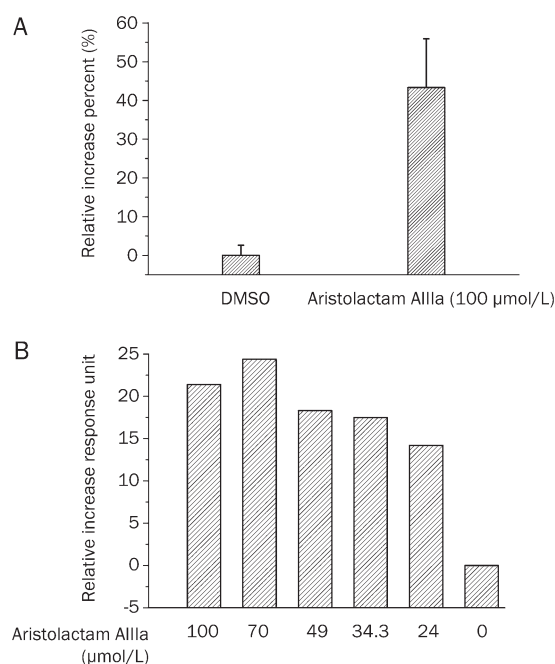 A
Relative increase percent (%)
60
50
40
30
20
10
0
DMSO Aristolactam AIIIa (100 µmol/L)
B
Relative increase response unit
25
20
15
10
5
0
-5
Aristolactam AIIIa 100 70 49 34.3 24 0
(µmol/L)